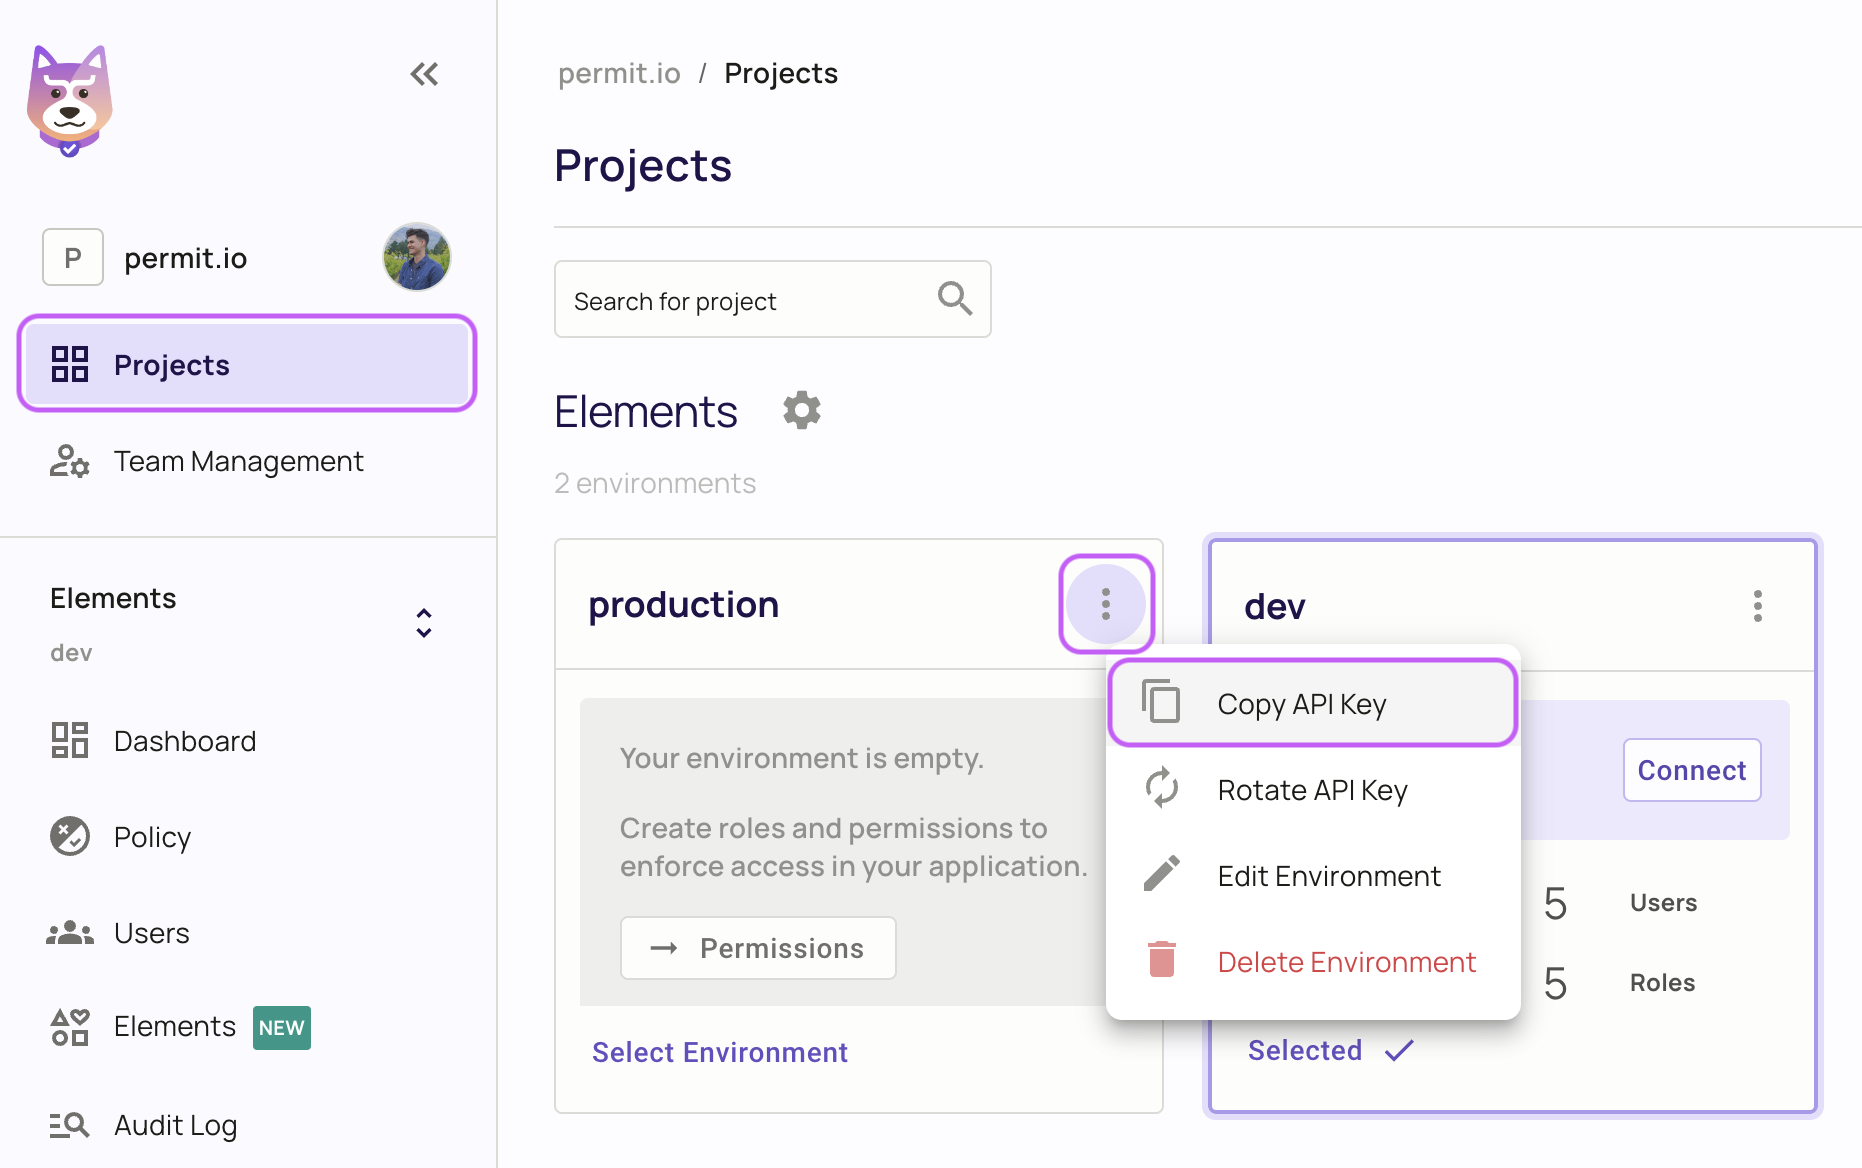 P
permit.io
Projects
Team Management
Elements
dev
Dashboard
Policy
Users
Elements NEW
Audit Log
permit.io / Projects
Projects
Search for project
Elements
2 environments
production
Your environment is empty.
Create roles and permissions to
enforce access in your application.
→ Permissions
Select Environment
dev
Copy API Key
Rotate API Key
Edit Environment
Delete Environment
Connect
5 Users
5 Roles
Selected